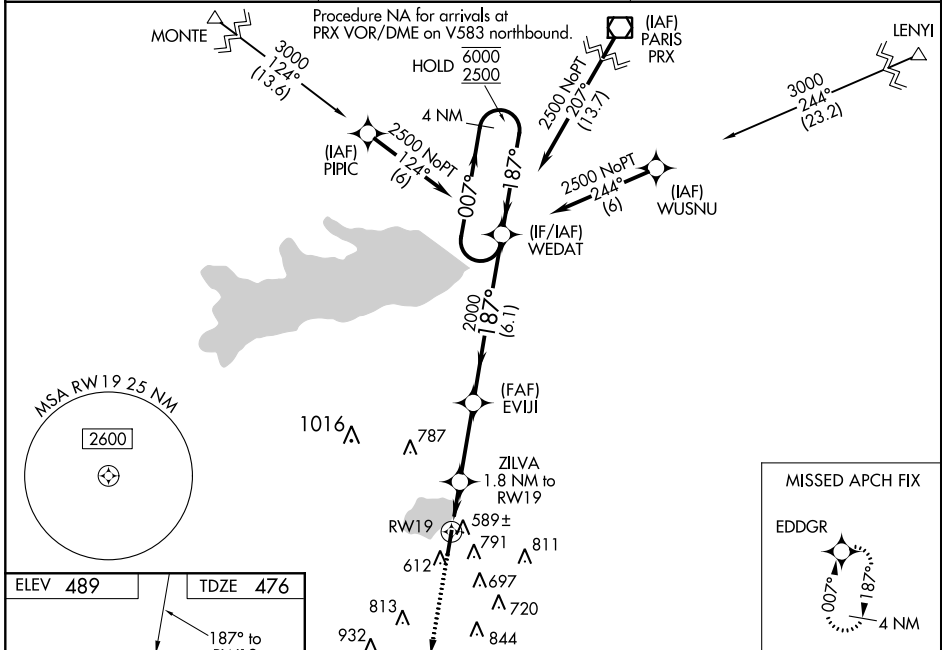 Procedure NA for arrivals at
PRX VOR/DME on V583 northbound.
MONTE
3000
124°
(13.6)
HOLD
6000
2500
4 NM
(IAF)
PARIS
PRX
LENYI
2500 NoPT
207°
(13.7)
3000
244°
(23.2)
(IAF)
PIPIC
2500 NoPT
124°
(6)
007°
187°
2500 NoPT
244°
(6)
(IAF)
WUSNU
(IF/IAF)
WEDAT
2000
187°
(6.1)
MSA RW19 25 NM
2600
(FAF)
EVIJI
1016
787
ZILVA
1.8 NM to
RW19
RW19
589±
791
811
612
697
720
813
844
932
MISSED APCH FIX
EDDGR
007°
187°
4 NM
ELEV 489
TDZE 476
187° to